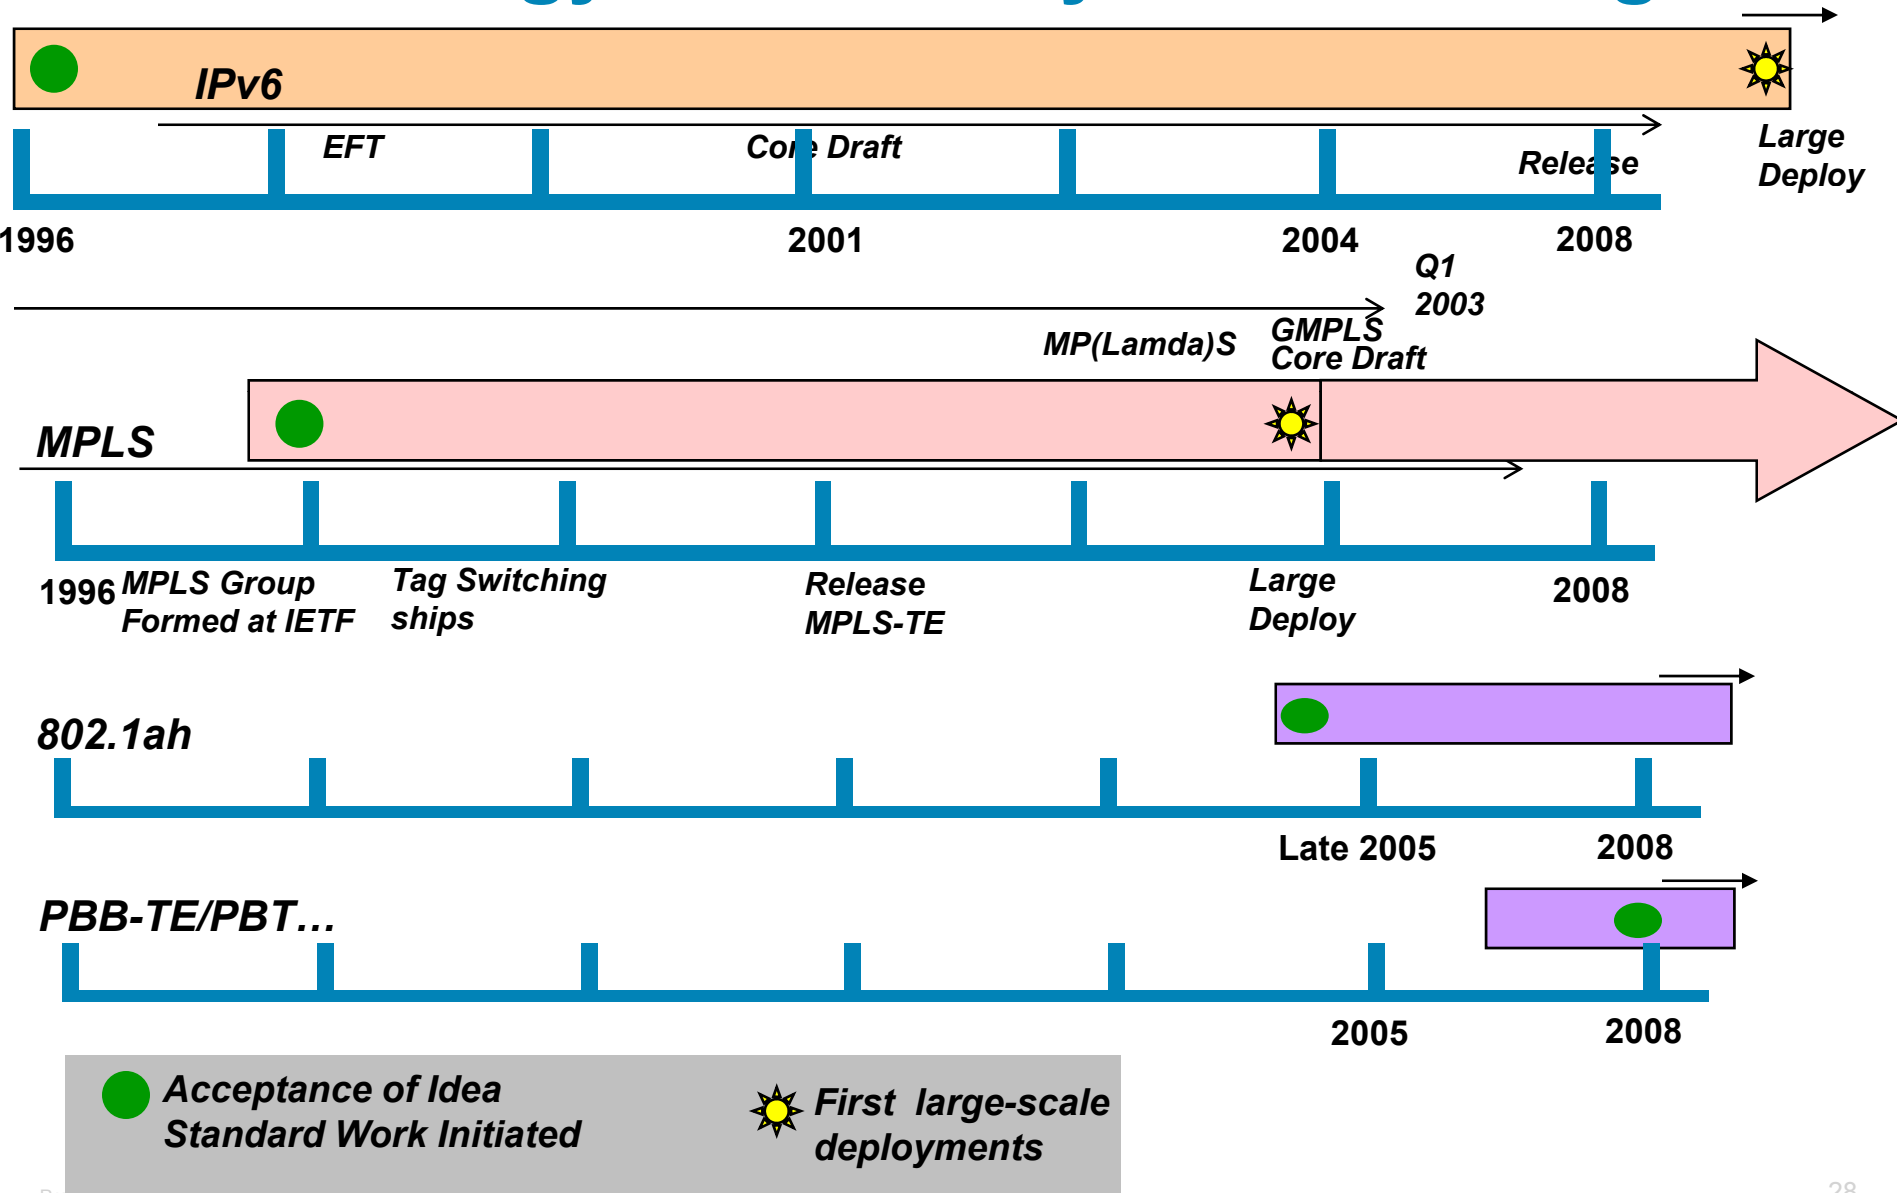 IPv6
EFT
Core Draft
Release
Large
Deploy
1996
2001
2004
2008
Q1
2003
MP(Lamda)S
GMPLS
Core Draft
MPLS
1996
MPLS Group
Formed at IETF
Tag Switching
ships
Release
MPLS-TE
Large
Deploy
2008
802.1ah
Late 2005
2008
PBB-TE/PBT…
2005
2008
Acceptance of Idea
Standard Work Initiated
First large-scale
deployments
28